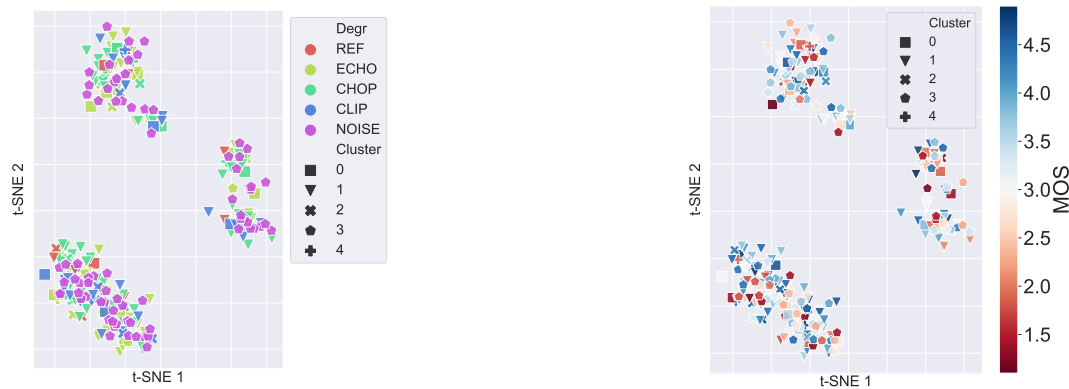 Degr
REF
ECHO
CHOP
CLIP
NOISE
Cluster
0
1
2
3
4
t-SNE 2
t-SNE 1
Cluster
0
1
2
3
4
t-SNE 2
t-SNE 1
4.5
4.0
3.5
3.0
2.5
2.0
1.5
MOS